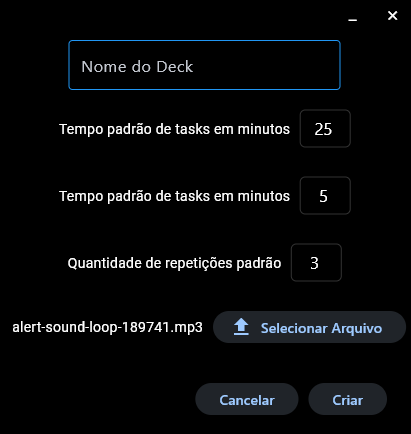 Nome do Deck
Tempo padrão de tasks em minutos 25
Tempo padrão de tasks em minutos 5
Quantidade de repetições padrão 3
alert-sound-loop-189741.mp3 Selecionar Arquivo
Cancelar Criar